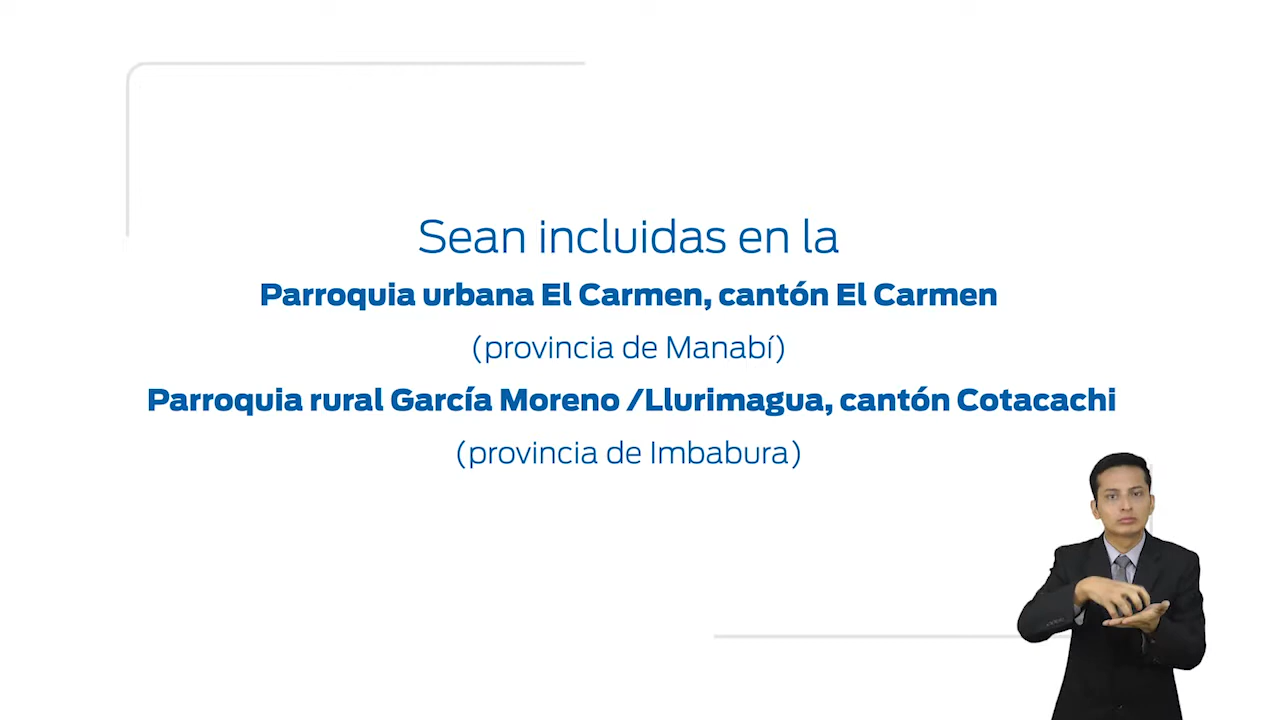 Sean incluidas en la
Parroquia urbana El Carmen, cantón El Carmen
(provincia de Manabí)
Parroquia rural García Moreno /Llurimagua, cantón Cotacachi
(provincia de Imbabura)